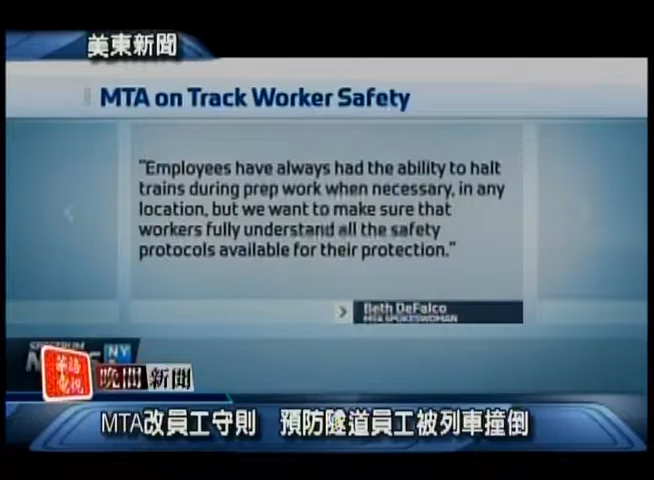 美東新聞
MTA on Track Worker Safety
"Employees have always had the ability to halt
trains during prep work when necessary, in any
location, but we want to make sure that
workers fully understand all the safety
protocols available for their protection."
Beth DeFalco
MTA SPOKESWOMAN
SPECTRUM
NY
華語
電視
晚間新聞
MTA改員工守則 預防隧道員工被列車撞倒